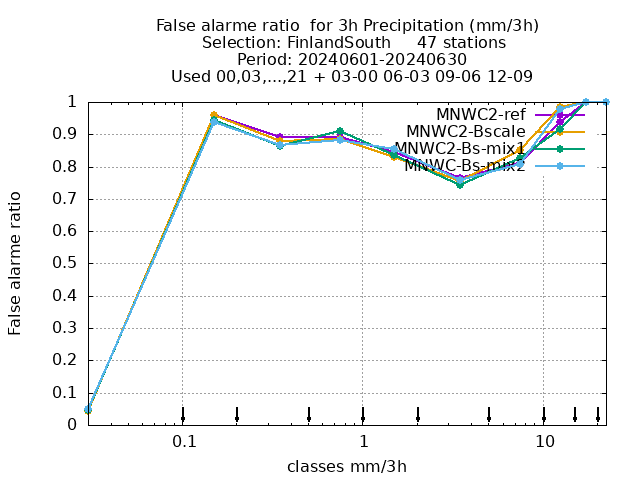 False alarme ratio  for 3h Precipitation (mm/3h)
Selection: FinlandSouth     47 stations
Period: 20240601-20240630
Used 00,03,...,21 + 03-00 06-03 09-06 12-09
MNWC2-ref
MNWC2-Bscale
MNWC2-Bs-mix1
MNWC-Bs-mix2
False alarme ratio
1
0.9
0.8
0.7
0.6
0.5
0.4
0.3
0.2
0.1
0
0.1
1
10
classes mm/3h